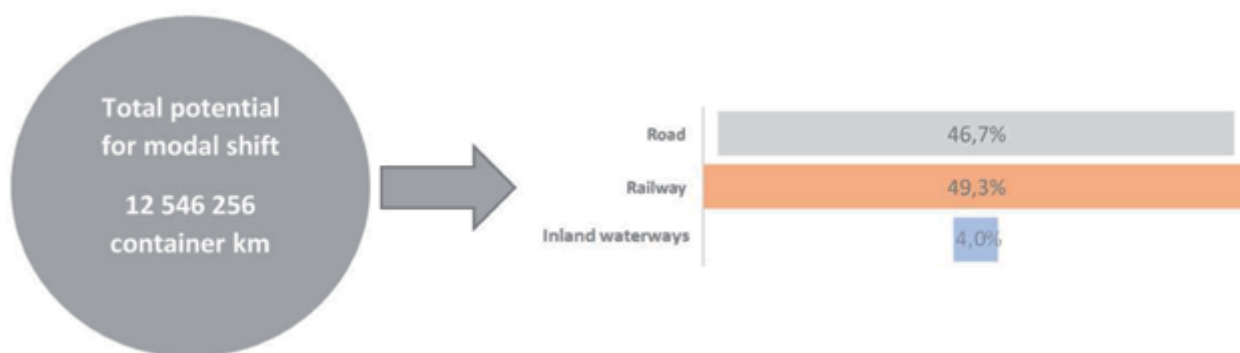 Total potential
for modal shift
12 546 256
container km
Road
46,7%
Railway
49,3%
Inland waterways
4,0%